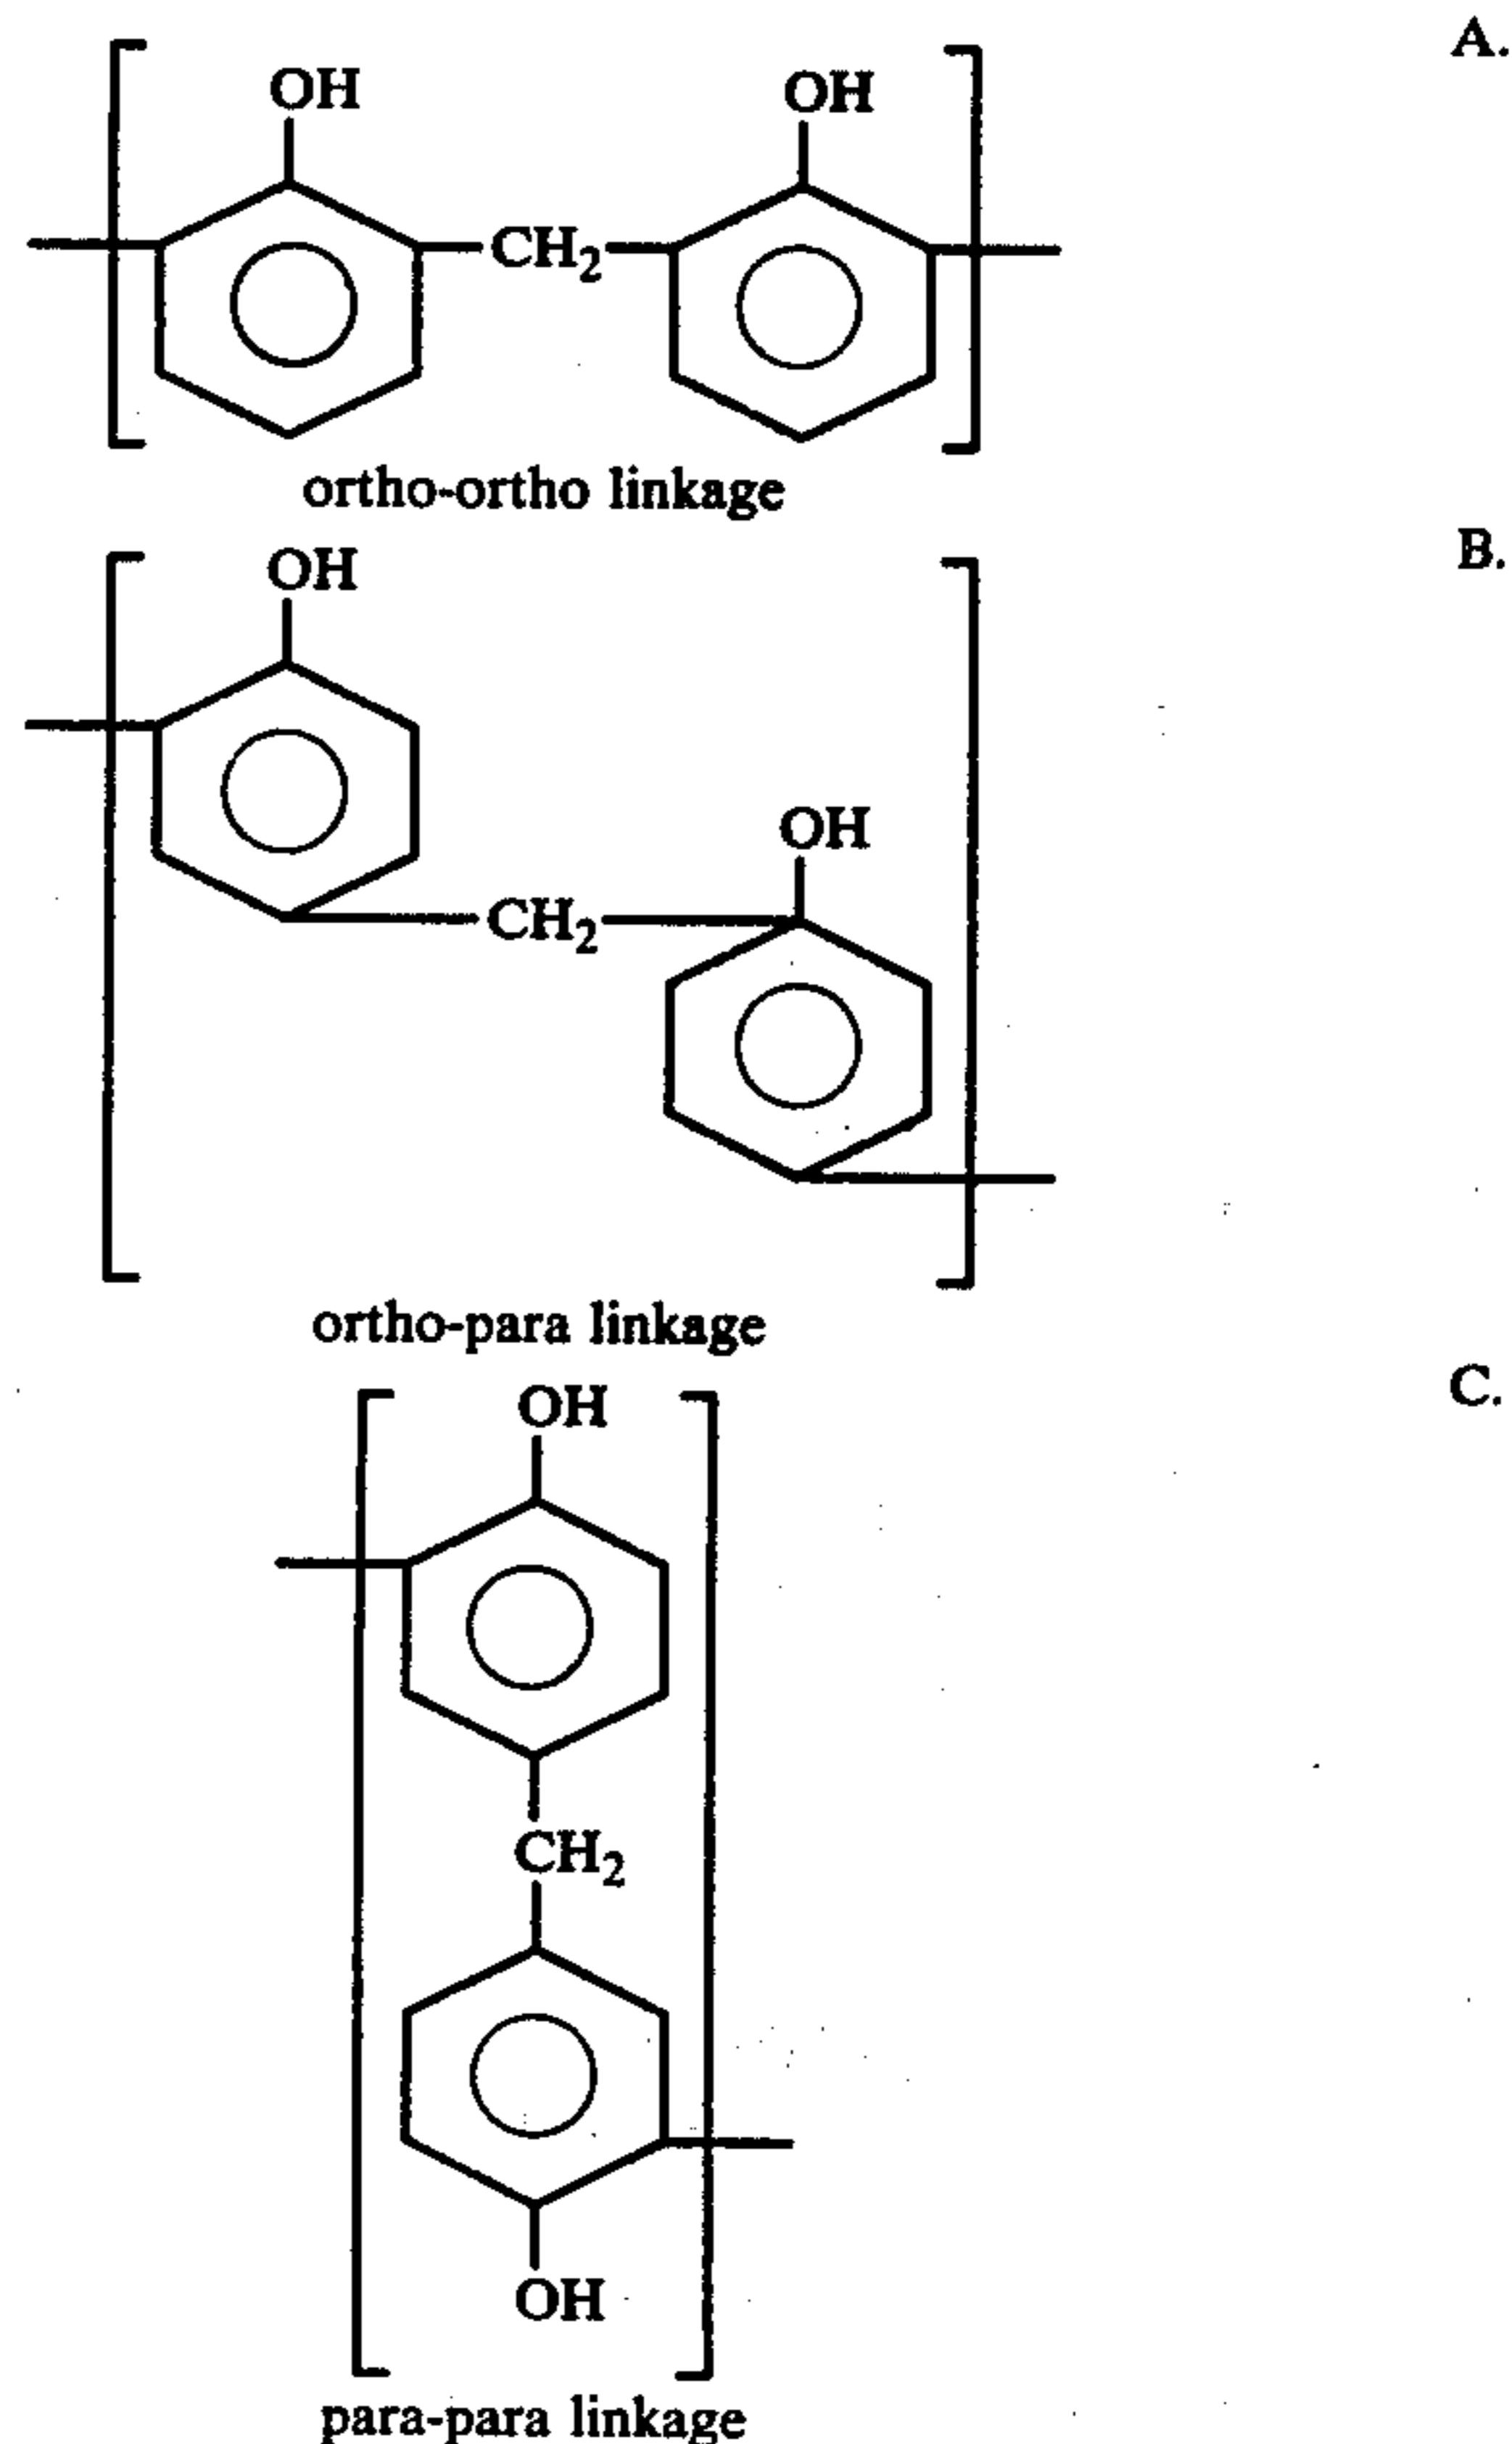 A.
OH OH
CH2
ortho-ortho linkage
B.
OH
OH
CH2
ortho-para linkage
C.
OH
CH2
OH
para-para linkage